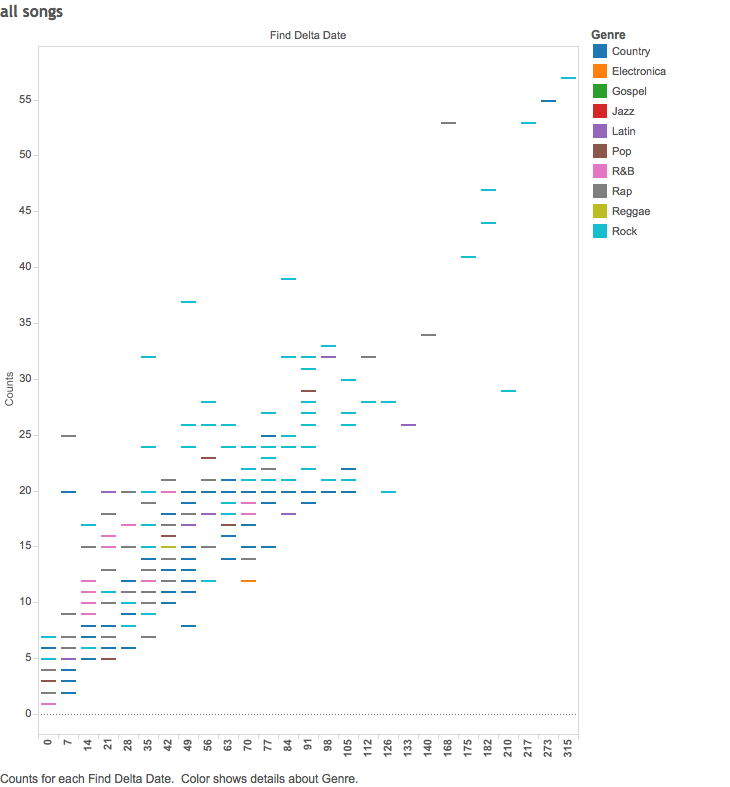 all songs
Find Delta Date
Genre
Country
Electronica
Gospel
Jazz
Latin
Pop
R&B
Rap
Reggae
Rock
Counts
55
50
45
40
35
30
25
20
15
10
5
0
0 7 14 21 28 35 42 49 56 63 70 77 84 91 98 105 112 126 133 140 168 175 182 210 217 273 315
Counts for each Find Delta Date.  Color shows details about Genre.